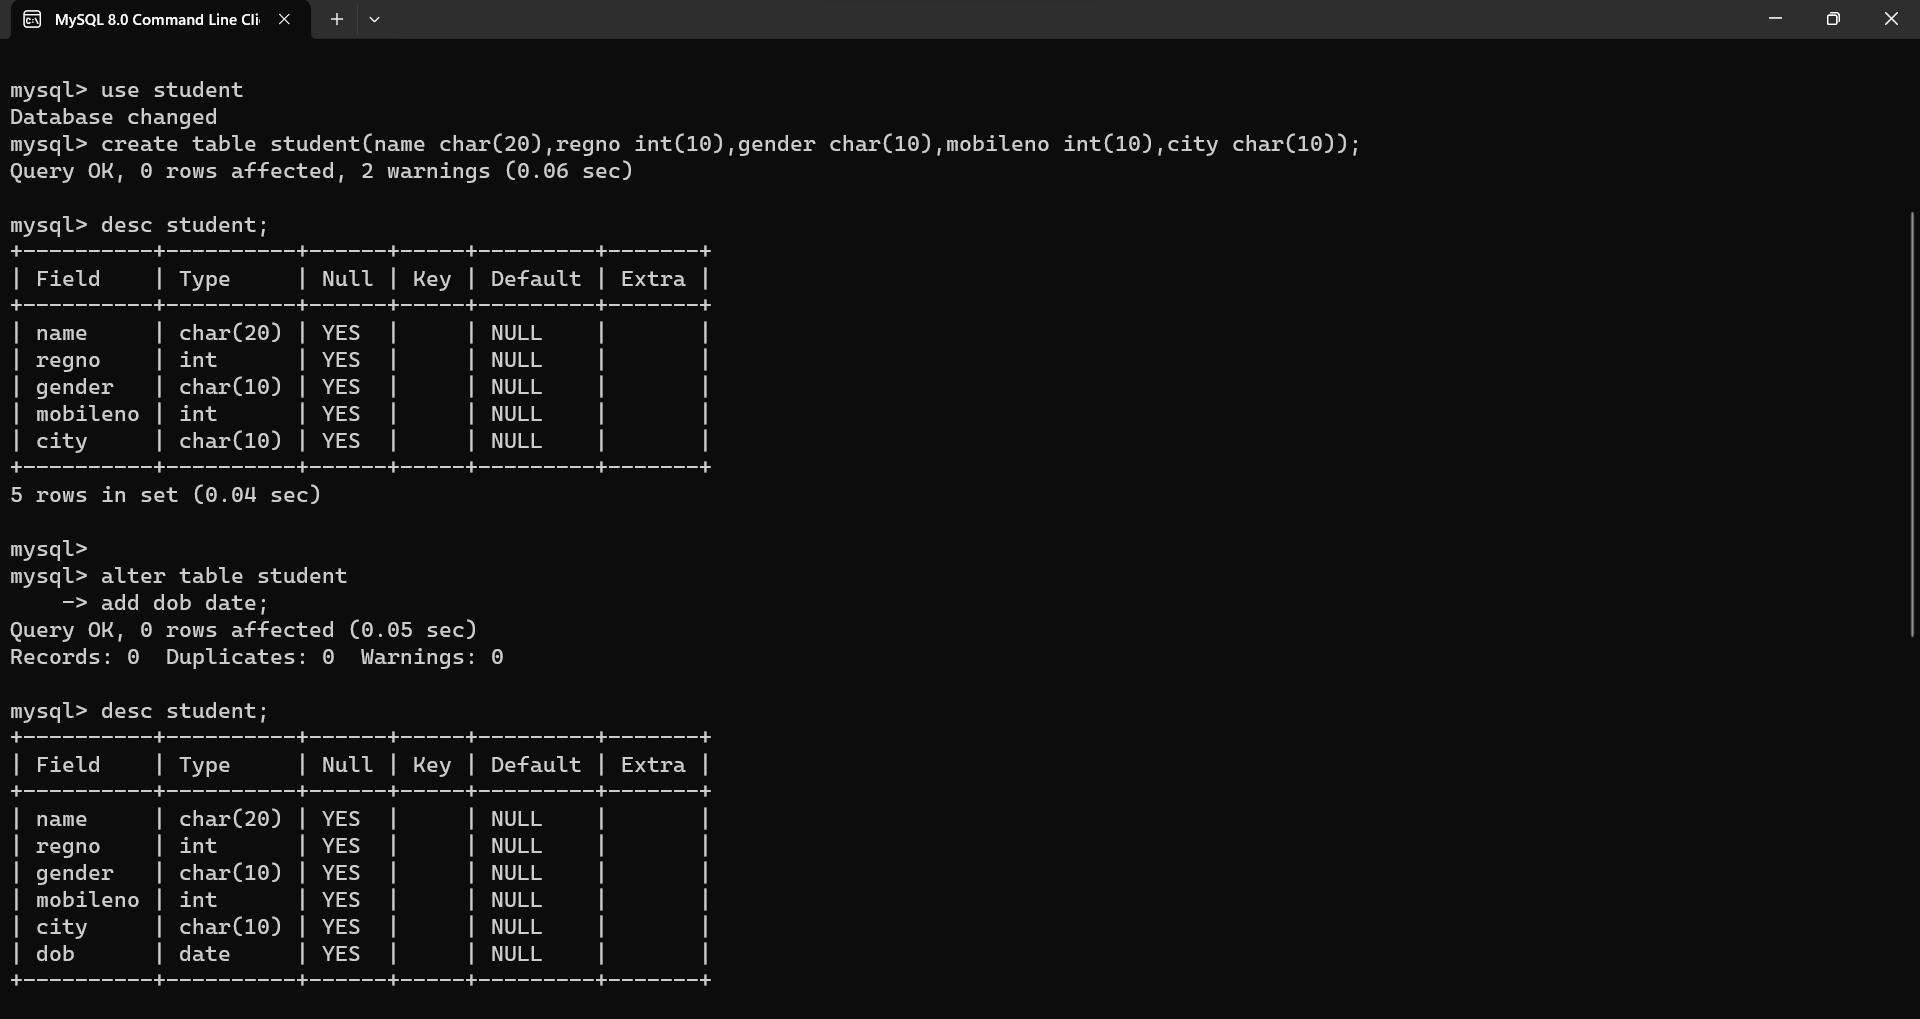 MySQL 8.0 Command Line Cli
mysql> use student
Database changed
mysql> create table student(name char(20),regno int(10),gender char(10),mobileno int(10),city char(10));
Query OK, 0 rows affected, 2 warnings (0.06 sec)
mysql> desc student;
+----------+----------+------+-----+---------+-------+
| Field    | Type     | Null | Key | Default | Extra |
+----------+----------+------+-----+---------+-------+
| name     | char(20) | YES  |     | NULL    |       |
| regno    | int      | YES  |     | NULL    |       |
| gender   | char(10) | YES  |     | NULL    |       |
| mobileno | int      | YES  |     | NULL    |       |
| city     | char(10) | YES  |     | NULL    |       |
+----------+----------+------+-----+---------+-------+
5 rows in set (0.04 sec)
mysql>
mysql> alter table student
    -> add dob date;
Query OK, 0 rows affected (0.05 sec)
Records: 0  Duplicates: 0  Warnings: 0
mysql> desc student;
+----------+----------+------+-----+---------+-------+
| Field    | Type     | Null | Key | Default | Extra |
+----------+----------+------+-----+---------+-------+
| name     | char(20) | YES  |     | NULL    |       |
| regno    | int      | YES  |     | NULL    |       |
| gender   | char(10) | YES  |     | NULL    |       |
| mobileno | int      | YES  |     | NULL    |       |
| city     | char(10) | YES  |     | NULL    |       |
| dob      | date     | YES  |     | NULL    |       |
+----------+----------+------+-----+---------+-------+